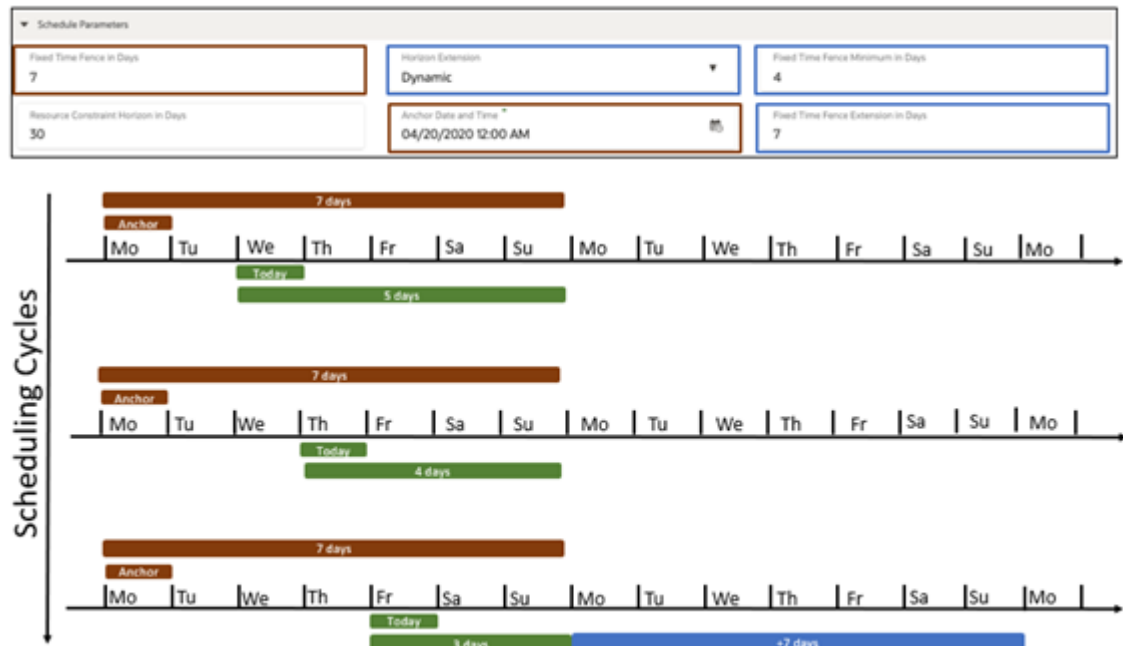 Schedule Parameters
Fixed Time Fence in Days
7
Horizon Extension
Dynamic
Fixed Time Fence Minimum in Days
4
Resource Constraint Horizon in Days
30
Anchor Date and Time *
04/20/2020 12:00 AM
Fixed Time Fence Extension in Days
7
Scheduling Cycles
7 days
Anchor
Mo Tu We Th Fr Sa Su Mo Tu We Th Fr Sa Su Mo
Today
5 days
7 days
Anchor
Mo Tu We Th Fr Sa Su Mo Tu We Th Fr Sa Su Mo
Today
4 days
7 days
Anchor
Mo Tu We Th Fr Sa Su Mo Tu We Th Fr Sa Su Mo
Today
3 days +7 days